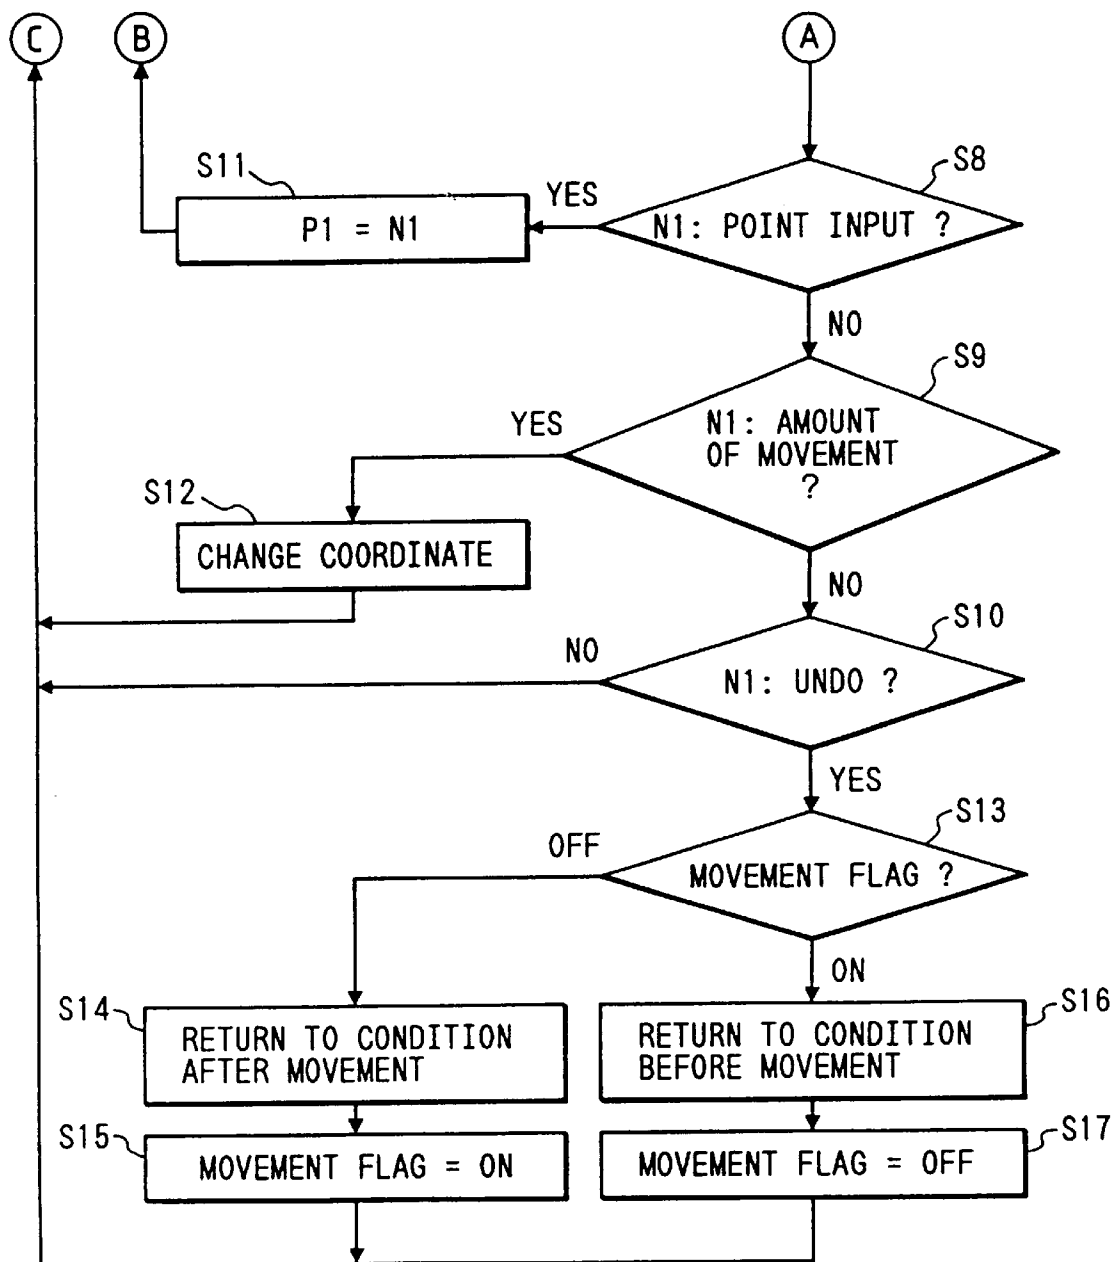 C
B
A
S11
P1 = N1
YES
S8
N1: POINT INPUT ?
NO
S9
YES
N1: AMOUNT
OF MOVEMENT
?
S12
CHANGE COORDINATE
NO
S10
NO
N1: UNDO ?
YES
S13
OFF
MOVEMENT FLAG ?
ON
S14
RETURN TO CONDITION
AFTER MOVEMENT
S16
RETURN TO CONDITION
BEFORE MOVEMENT
S15
MOVEMENT FLAG = ON
S17
MOVEMENT FLAG = OFF